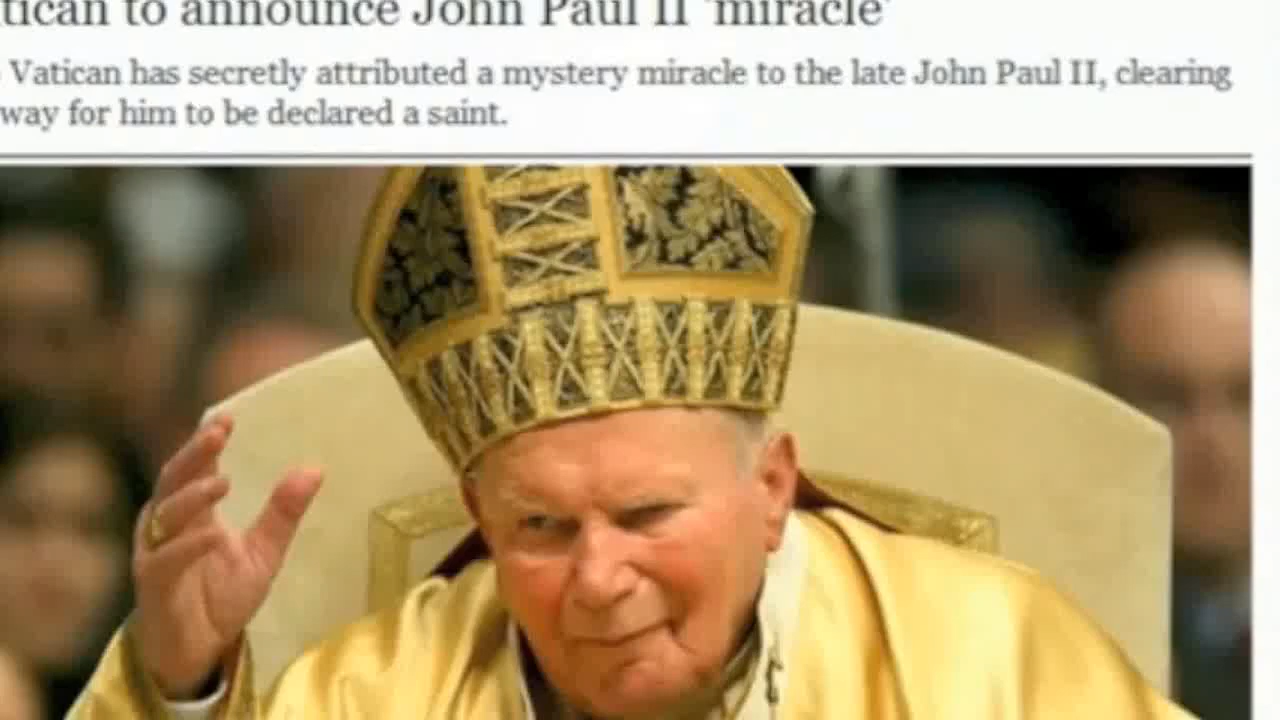 tican to announce John Paul II 'miracle'
Vatican has secretly attributed a mystery miracle to the late John Paul II, clearing
way for him to be declared a saint.